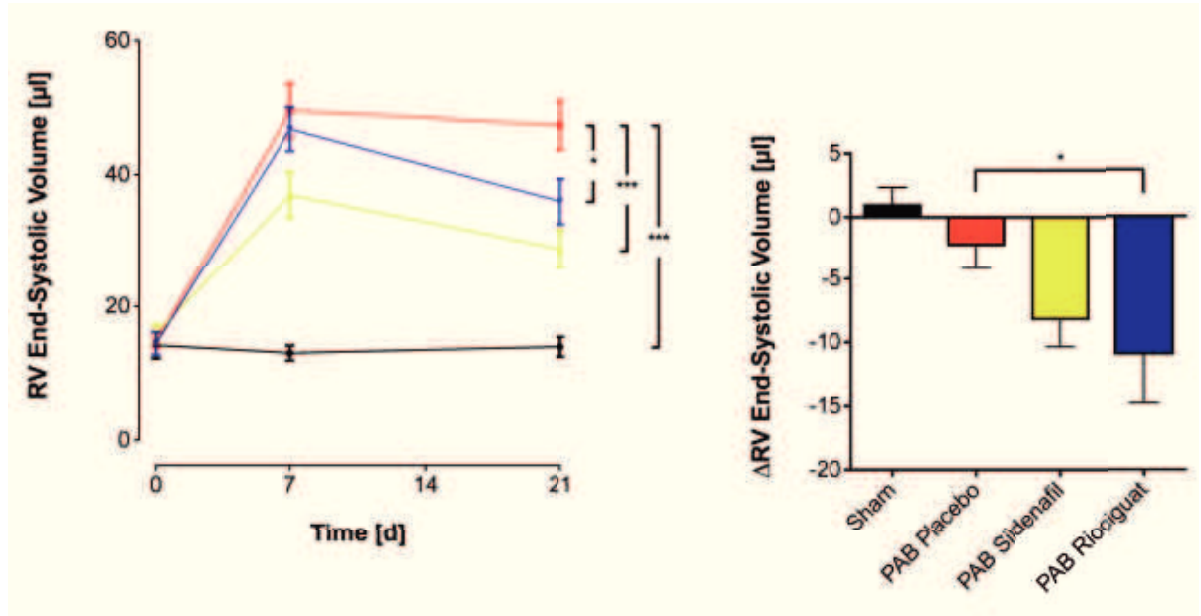 RV End-Systolic Volume [µl]
60
40
20
0
0 7 14 21
Time [d]
*
***
***
ΔRV End-Systolic Volume [µl]
5
0
-5
-10
-15
-20
*
Sham
PAB Placebo
PAB Sildenafil
PAB Riociguat